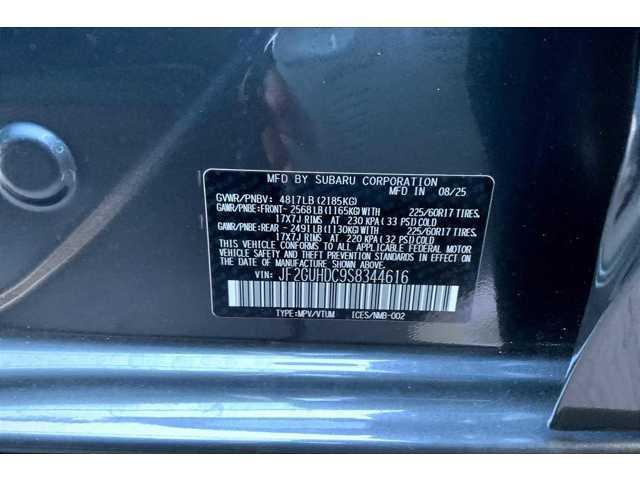 MFD BY SUBARU CORPORATION
MFD IN 08/25
GVWR/PNBV: 4817LB (2185KG)
GAWR/PNBE:FRONT- 2568LB(1165KG)WITH 225/60R17 TIRES,
17X7J RIMS AT 230 KPA (33 PSI) COLD
GAWR/PNBE:REAR - 2491LB(1130KG)WITH 225/60R17 TIRES,
17X7J RIMS AT 220 KPA (32 PSI) COLD
THIS VEHICLE CONFORMS TO ALL APPLICABLE FEDERAL MOTOR
VEHICLE SAFETY STANDARDS IN EFFECT ON THE DATE OF
MANUFACTURE SHOWN ABOVE.
VIN: JF2GUHDC9S8344616
TYPE:MPV/VTUM ICES/NMB-002